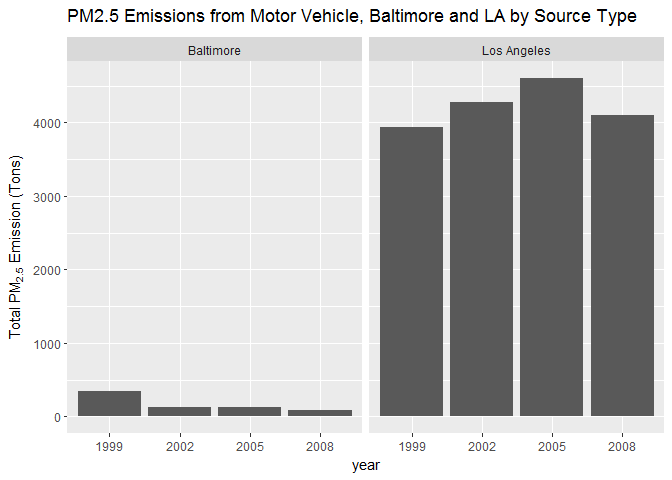 PM2.5 Emissions from Motor Vehicle, Baltimore and LA by Source Type
Baltimore
Los Angeles
Total PM2.5 Emission (Tons)
4000
3000
2000
1000
0
1999 2002 2005 2008
1999 2002 2005 2008
year